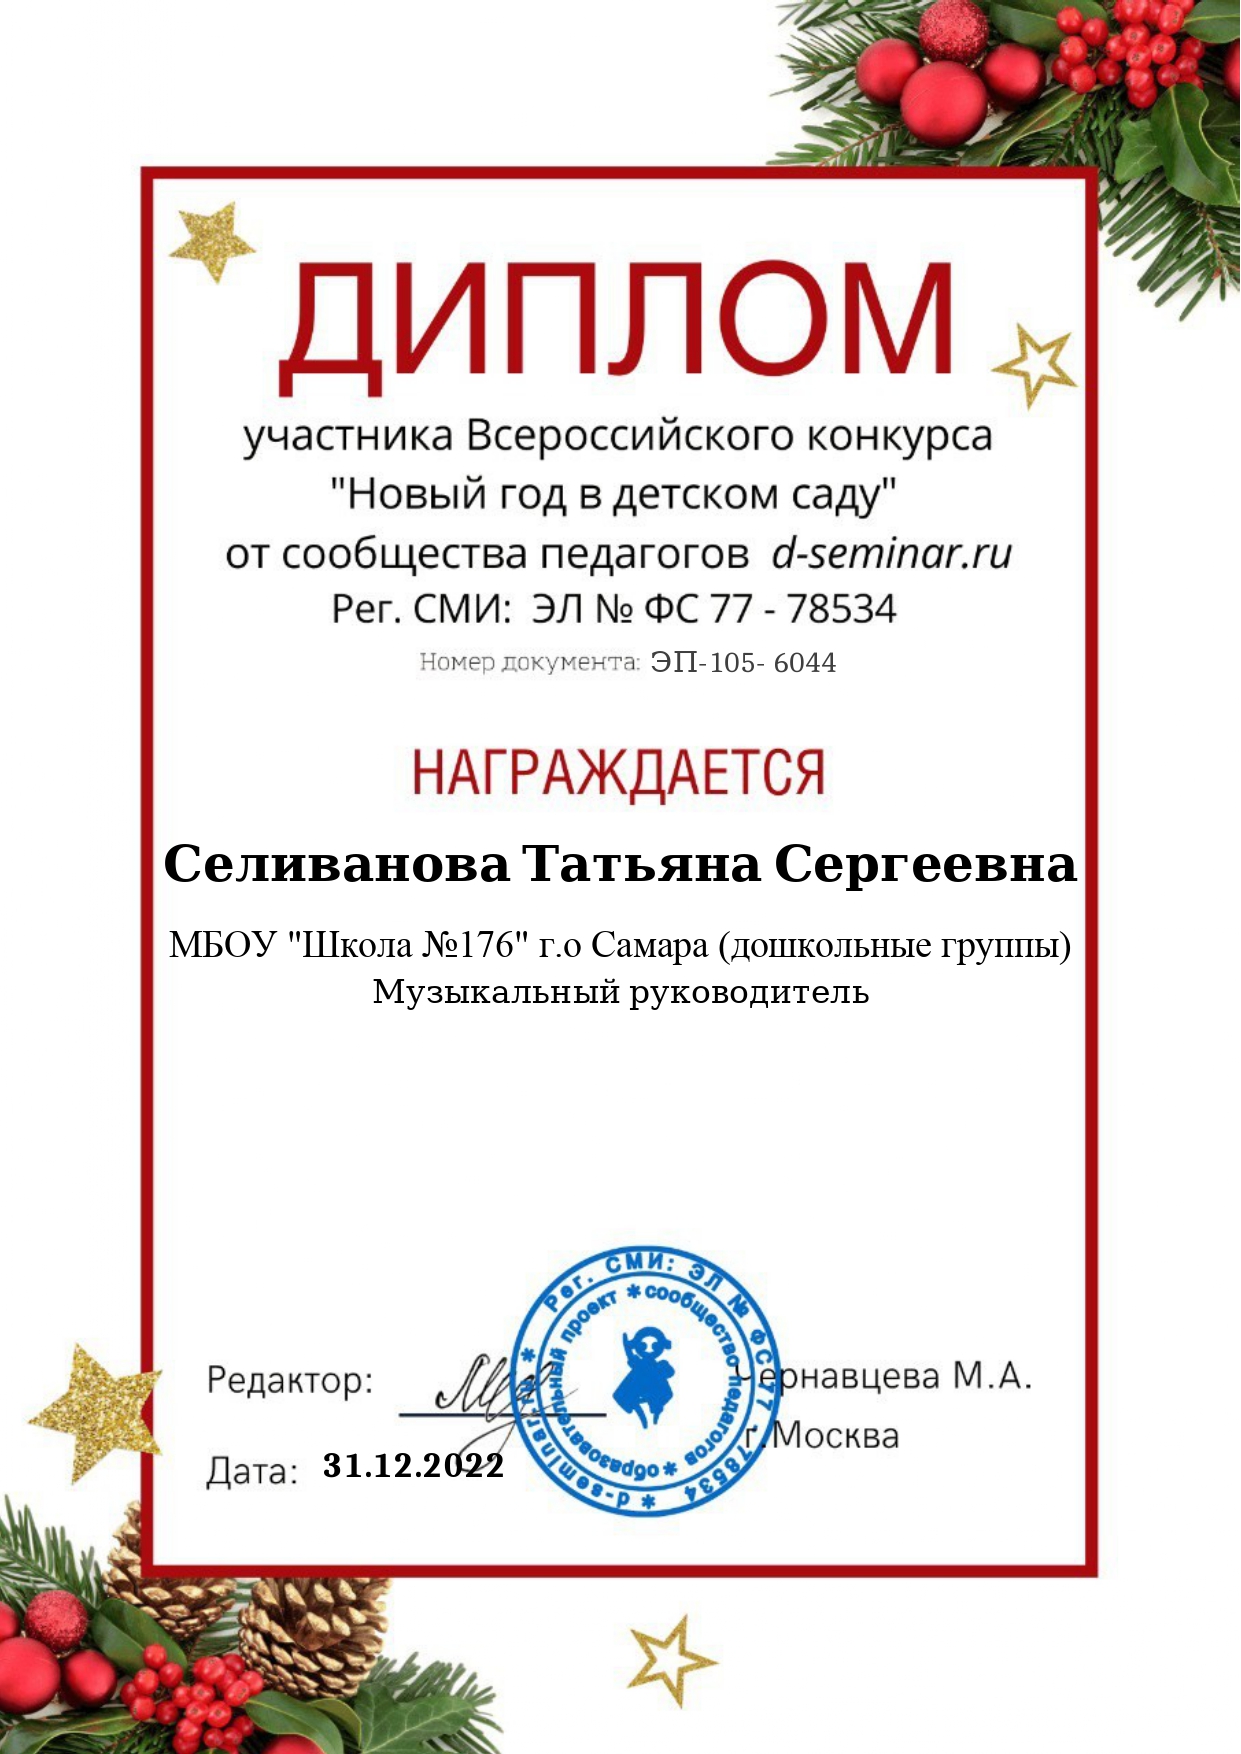 ДИПЛОМ
участника Всероссийского конкурса
"Новый год в детском саду"
от сообщества педагогов d-seminar.ru
Рег. СМИ: ЭЛ № ФС 77 - 78534
Номер документа: ЭП-105- 6044
НАГРАЖДАЕТСЯ
Селиванова Татьяна Сергеевна
МБОУ "Школа №176" г.о Самара (дошкольные группы)
Музыкальный руководитель
Рег. СМИ: ЭЛ № ФС 77 - 78534 * d-seminar.ru *
* сообщество педагогов * образовательный проект
Редактор: Чернавцева М.А.
г.Москва
Дата: 31.12.2022